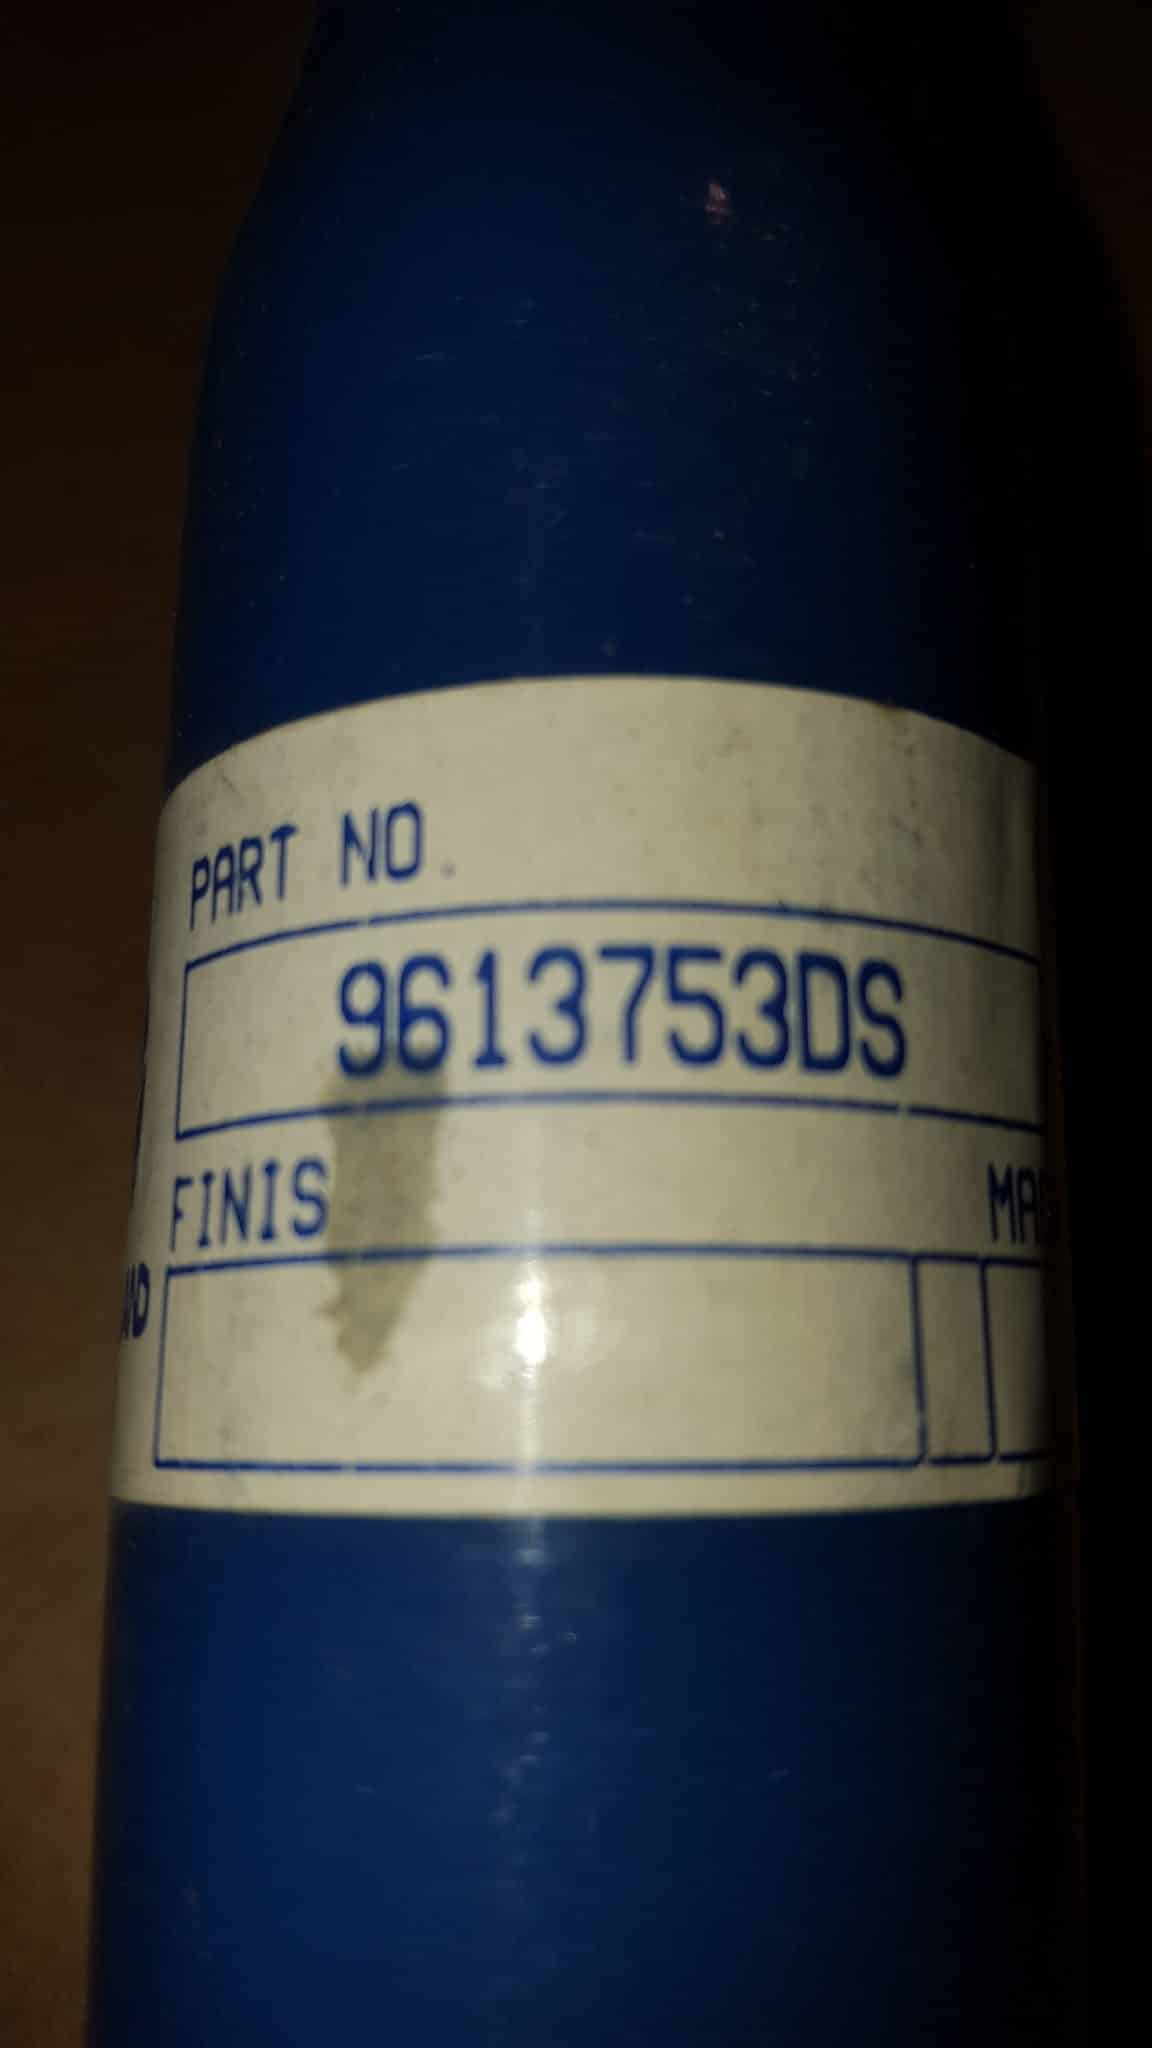 PART NO.
9613753DS
FINIS